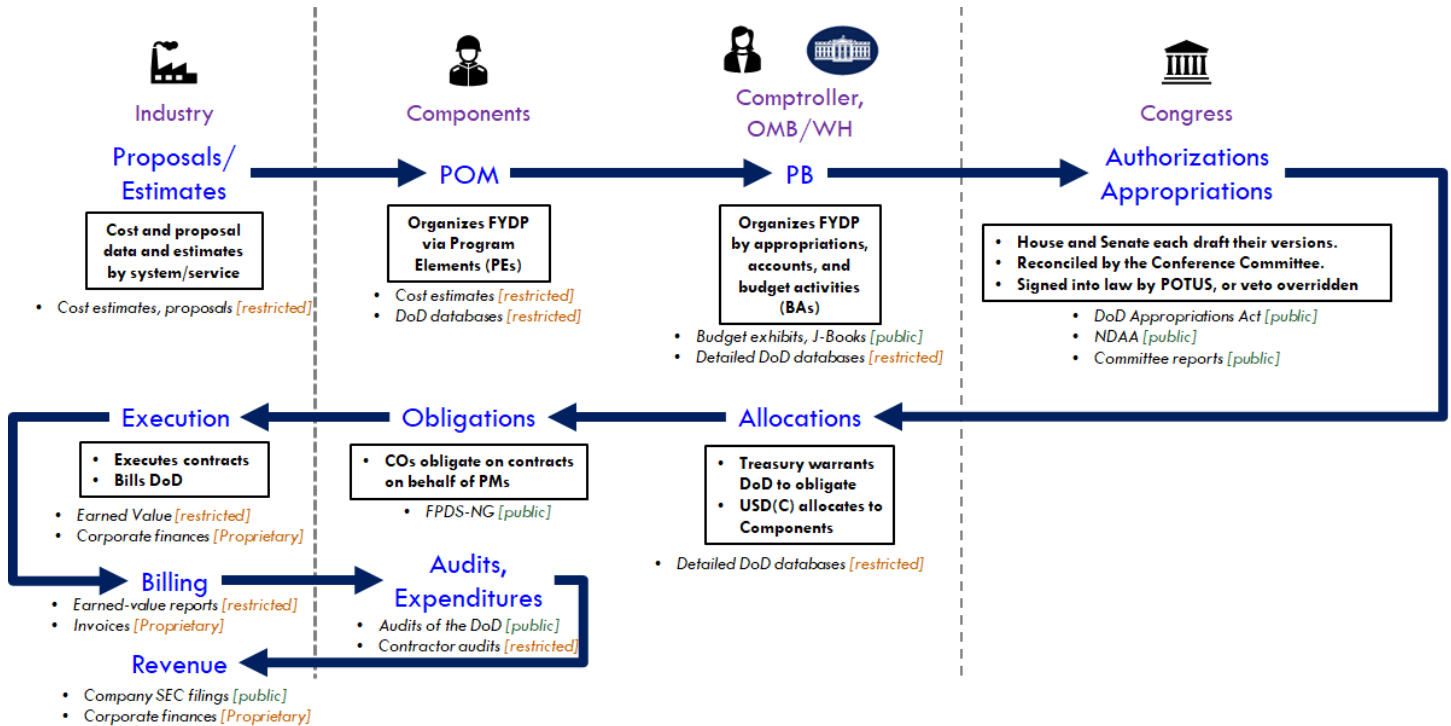 Industry
Components
Comptroller,
OMB/WH
Congress
Proposals/
Estimates
POM
PB
Authorizations
Appropriations
Cost and proposal
data and estimates
by system/service
• Cost estimates, proposals [restricted]
Organizes FYDP
via Program
Elements (PEs)
• Cost estimates [restricted]
• DoD databases [restricted]
Organizes FYDP
by appropriations,
accounts, and
budget activities
(BAs)
• Budget exhibits, J-Books [public]
• Detailed DoD databases [restricted]
• House and Senate each draft their versions.
• Reconciled by the Conference Committee.
• Signed into law by POTUS, or veto overridden
• DoD Appropriations Act [public]
• NDAA [public]
• Committee reports [public]
Execution
Obligations
Allocations
• Executes contracts
• Bills DoD
• Earned Value [restricted]
• Corporate finances [Proprietary]
• COs obligate on contracts
on behalf of PMs
• FPDS-NG [public]
• Treasury warrants
DoD to obligate
• USD(C) allocates to
Components
• Detailed DoD databases [restricted]
Billing
• Earned-value reports [restricted]
• Invoices [Proprietary]
Audits,
Expenditures
• Audits of the DoD [public]
• Contractor audits [restricted]
Revenue
• Company SEC filings [public]
• Corporate finances [Proprietary]